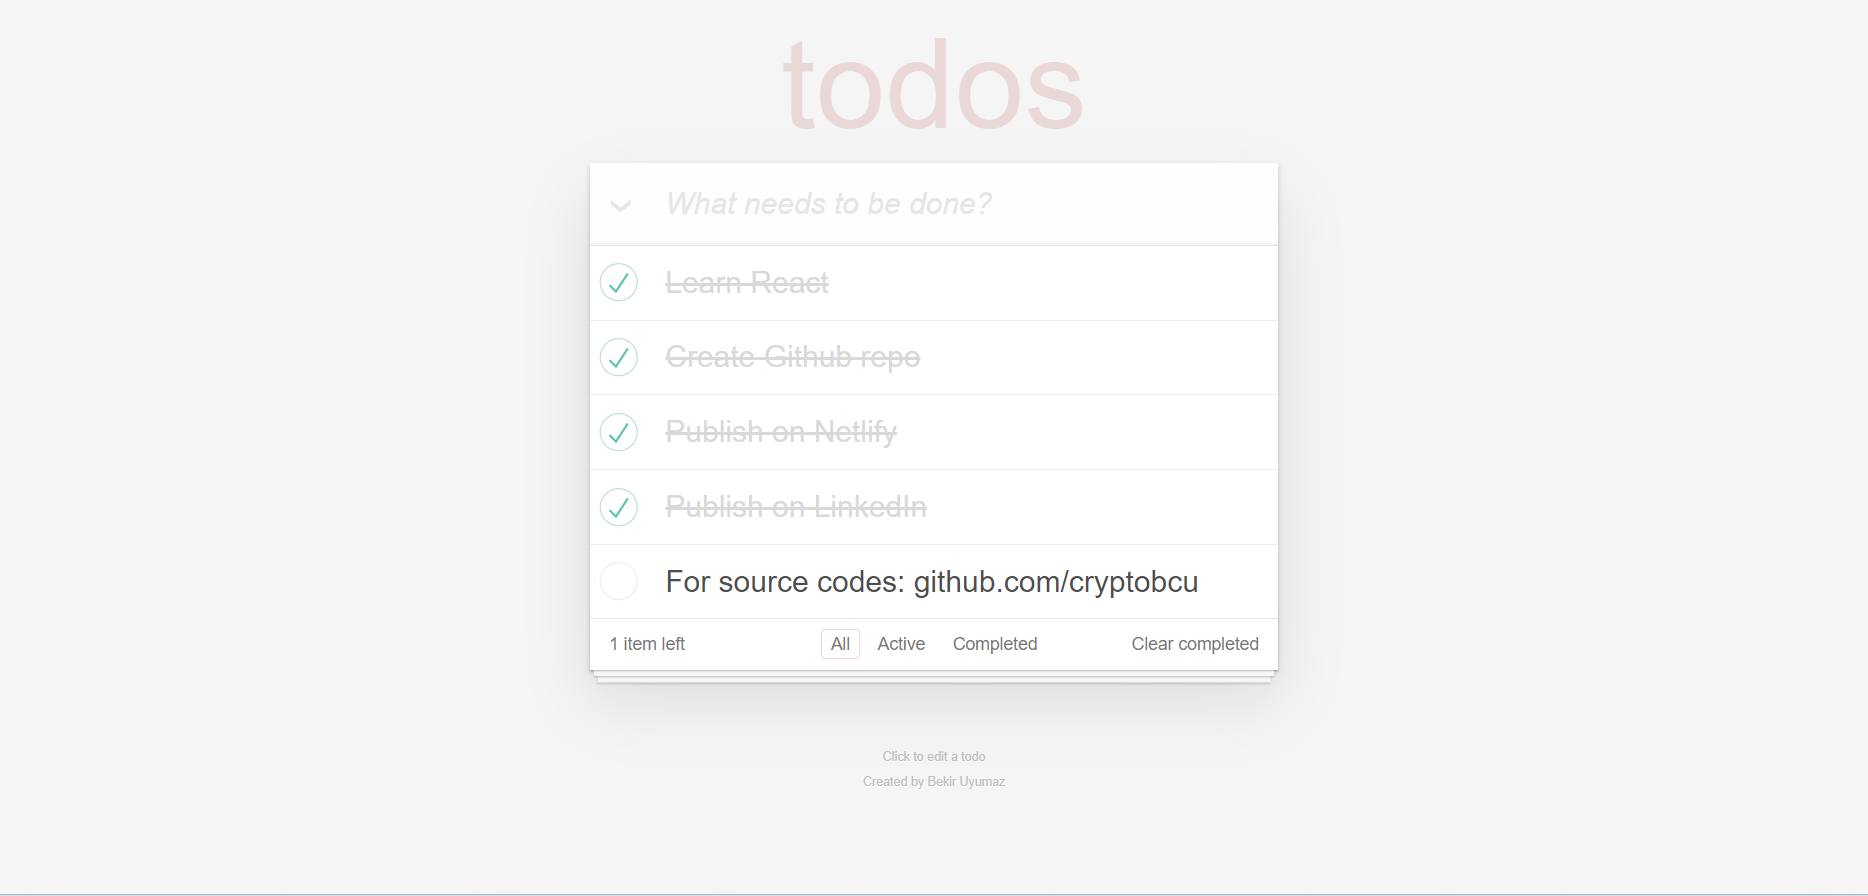 todos
What needs to be done?
Learn React
Create Github repo
Publish on Netlify
Publish on LinkedIn
For source codes: github.com/cryptobcu
1 item left All Active Completed Clear completed
Click to edit a todo
Created by Bekir Uyumaz